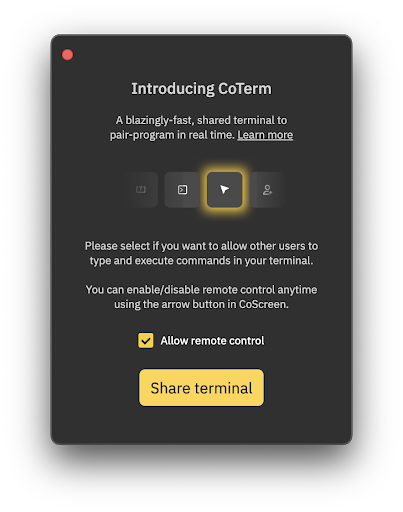 Introducing CoTerm
A blazingly-fast, shared terminal to
pair-program in real time. Learn more
Please select if you want to allow other users to
type and execute commands in your terminal.
You can enable/disable remote control anytime
using the arrow button in CoScreen.
Allow remote control
Share terminal